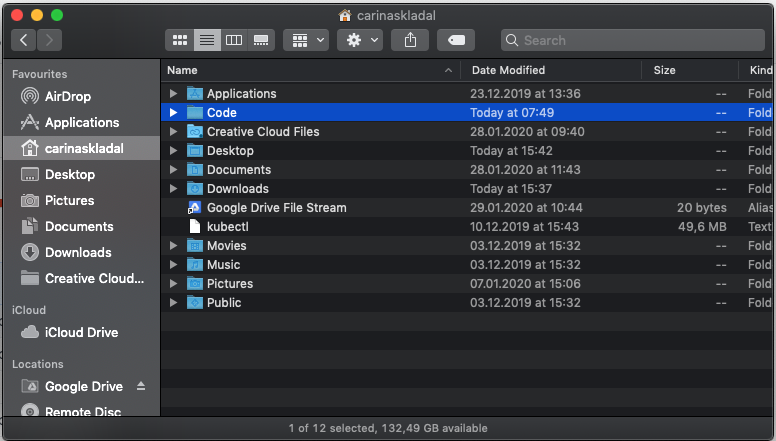 carinaskladal
Search
Favourites
AirDrop
Applications
carinaskladal
Desktop
Pictures
Documents
Downloads
Creative Cloud...
iCloud
iCloud Drive
Locations
Google Drive
Remote Disc
Name Date Modified Size Kind
Applications 23.12.2019 at 13:36 -- Fold
Code Today at 07:49 -- Fold
Creative Cloud Files 28.01.2020 at 09:40 -- Fold
Desktop Today at 15:42 -- Fold
Documents 28.01.2020 at 11:43 -- Fold
Downloads Today at 15:37 -- Fold
Google Drive File Stream 29.01.2020 at 10:44 20 bytes Alias
kubectl 10.12.2019 at 15:43 49,6 MB Text
Movies 03.12.2019 at 15:32 -- Fold
Music 03.12.2019 at 15:32 -- Fold
Pictures 07.01.2020 at 15:06 -- Fold
Public 03.12.2019 at 15:32 -- Fold
1 of 12 selected, 132,49 GB available